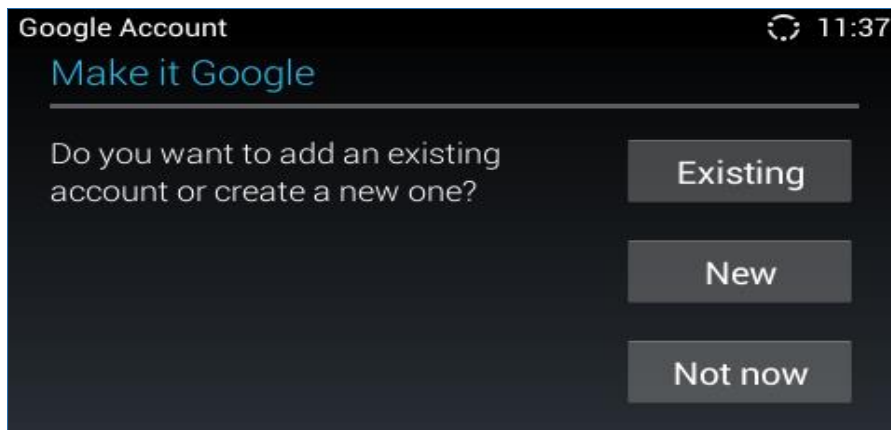 Google Account 11:37
Make it Google
Do you want to add an existing
account or create a new one?
Existing
New
Not now